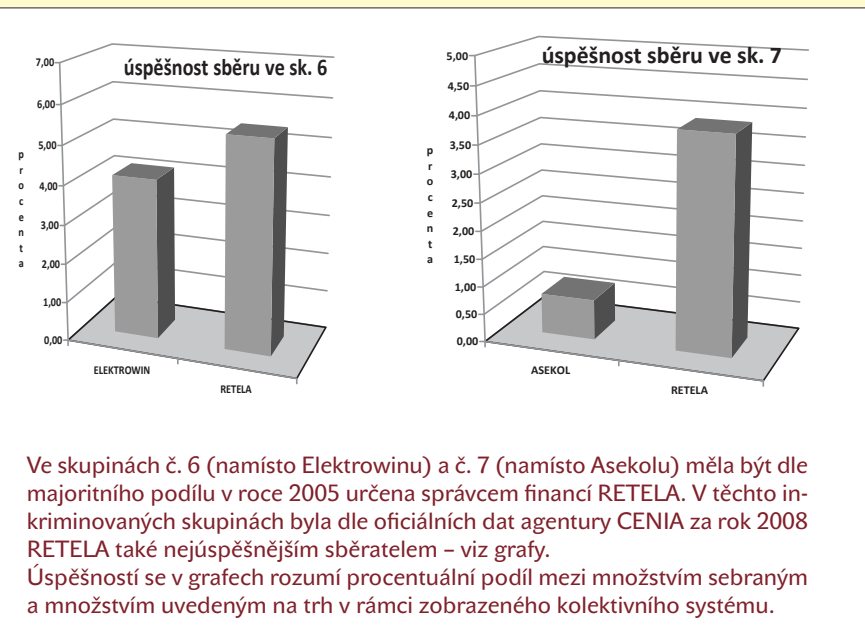 úspěšnost sběru ve sk. 6
7,00
6,00
5,00
4,00
3,00
2,00
1,00
0,00
procenta
ELEKTROWIN
RETELA
úspěšnost sběru ve sk. 7
5,00
4,50
4,00
3,50
3,00
2,50
2,00
1,50
1,00
0,50
0,00
procenta
ASEKOL
RETELA
Ve skupinách č. 6 (namísto Elektrowinu) a č. 7 (namísto Asekolu) měla být dle
majoritního podílu v roce 2005 určena správcem financí RETELA. V těchto in-
kriminovaných skupinách byla dle oficiálních dat agentury CENIA za rok 2008
RETELA také nejúspěšnějším sběratelem – viz grafy.
Úspěšností se v grafech rozumí procentuální podíl mezi množstvím sebraným
a množstvím uvedeným na trh v rámci zobrazeného kolektivního systému.